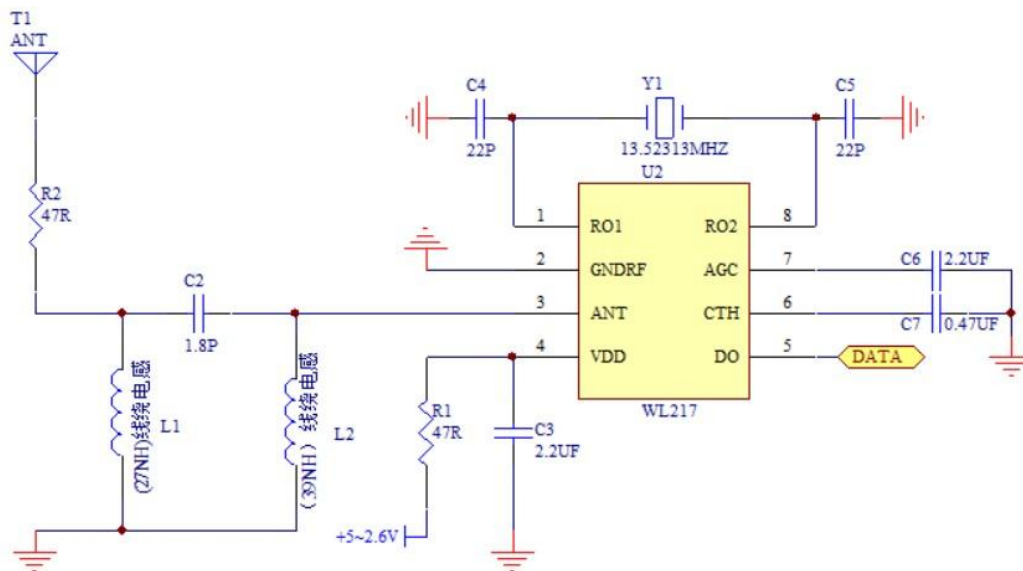 T1
ANT
C4
Y1
C5
22P
13.52313MHZ
22P
U2
R2
47R
1
RO1
RO2
8
2
GNDRF
AGC
7
C6
2.2UF
C2
1.8P
3
ANT
CTH
6
C7
0.47UF
4
VDD
DO
5
DATA
WL217
(27NH)线绕电感
L1
（39NH）线绕电感
L2
R1
47R
C3
2.2UF
+5~2.6V